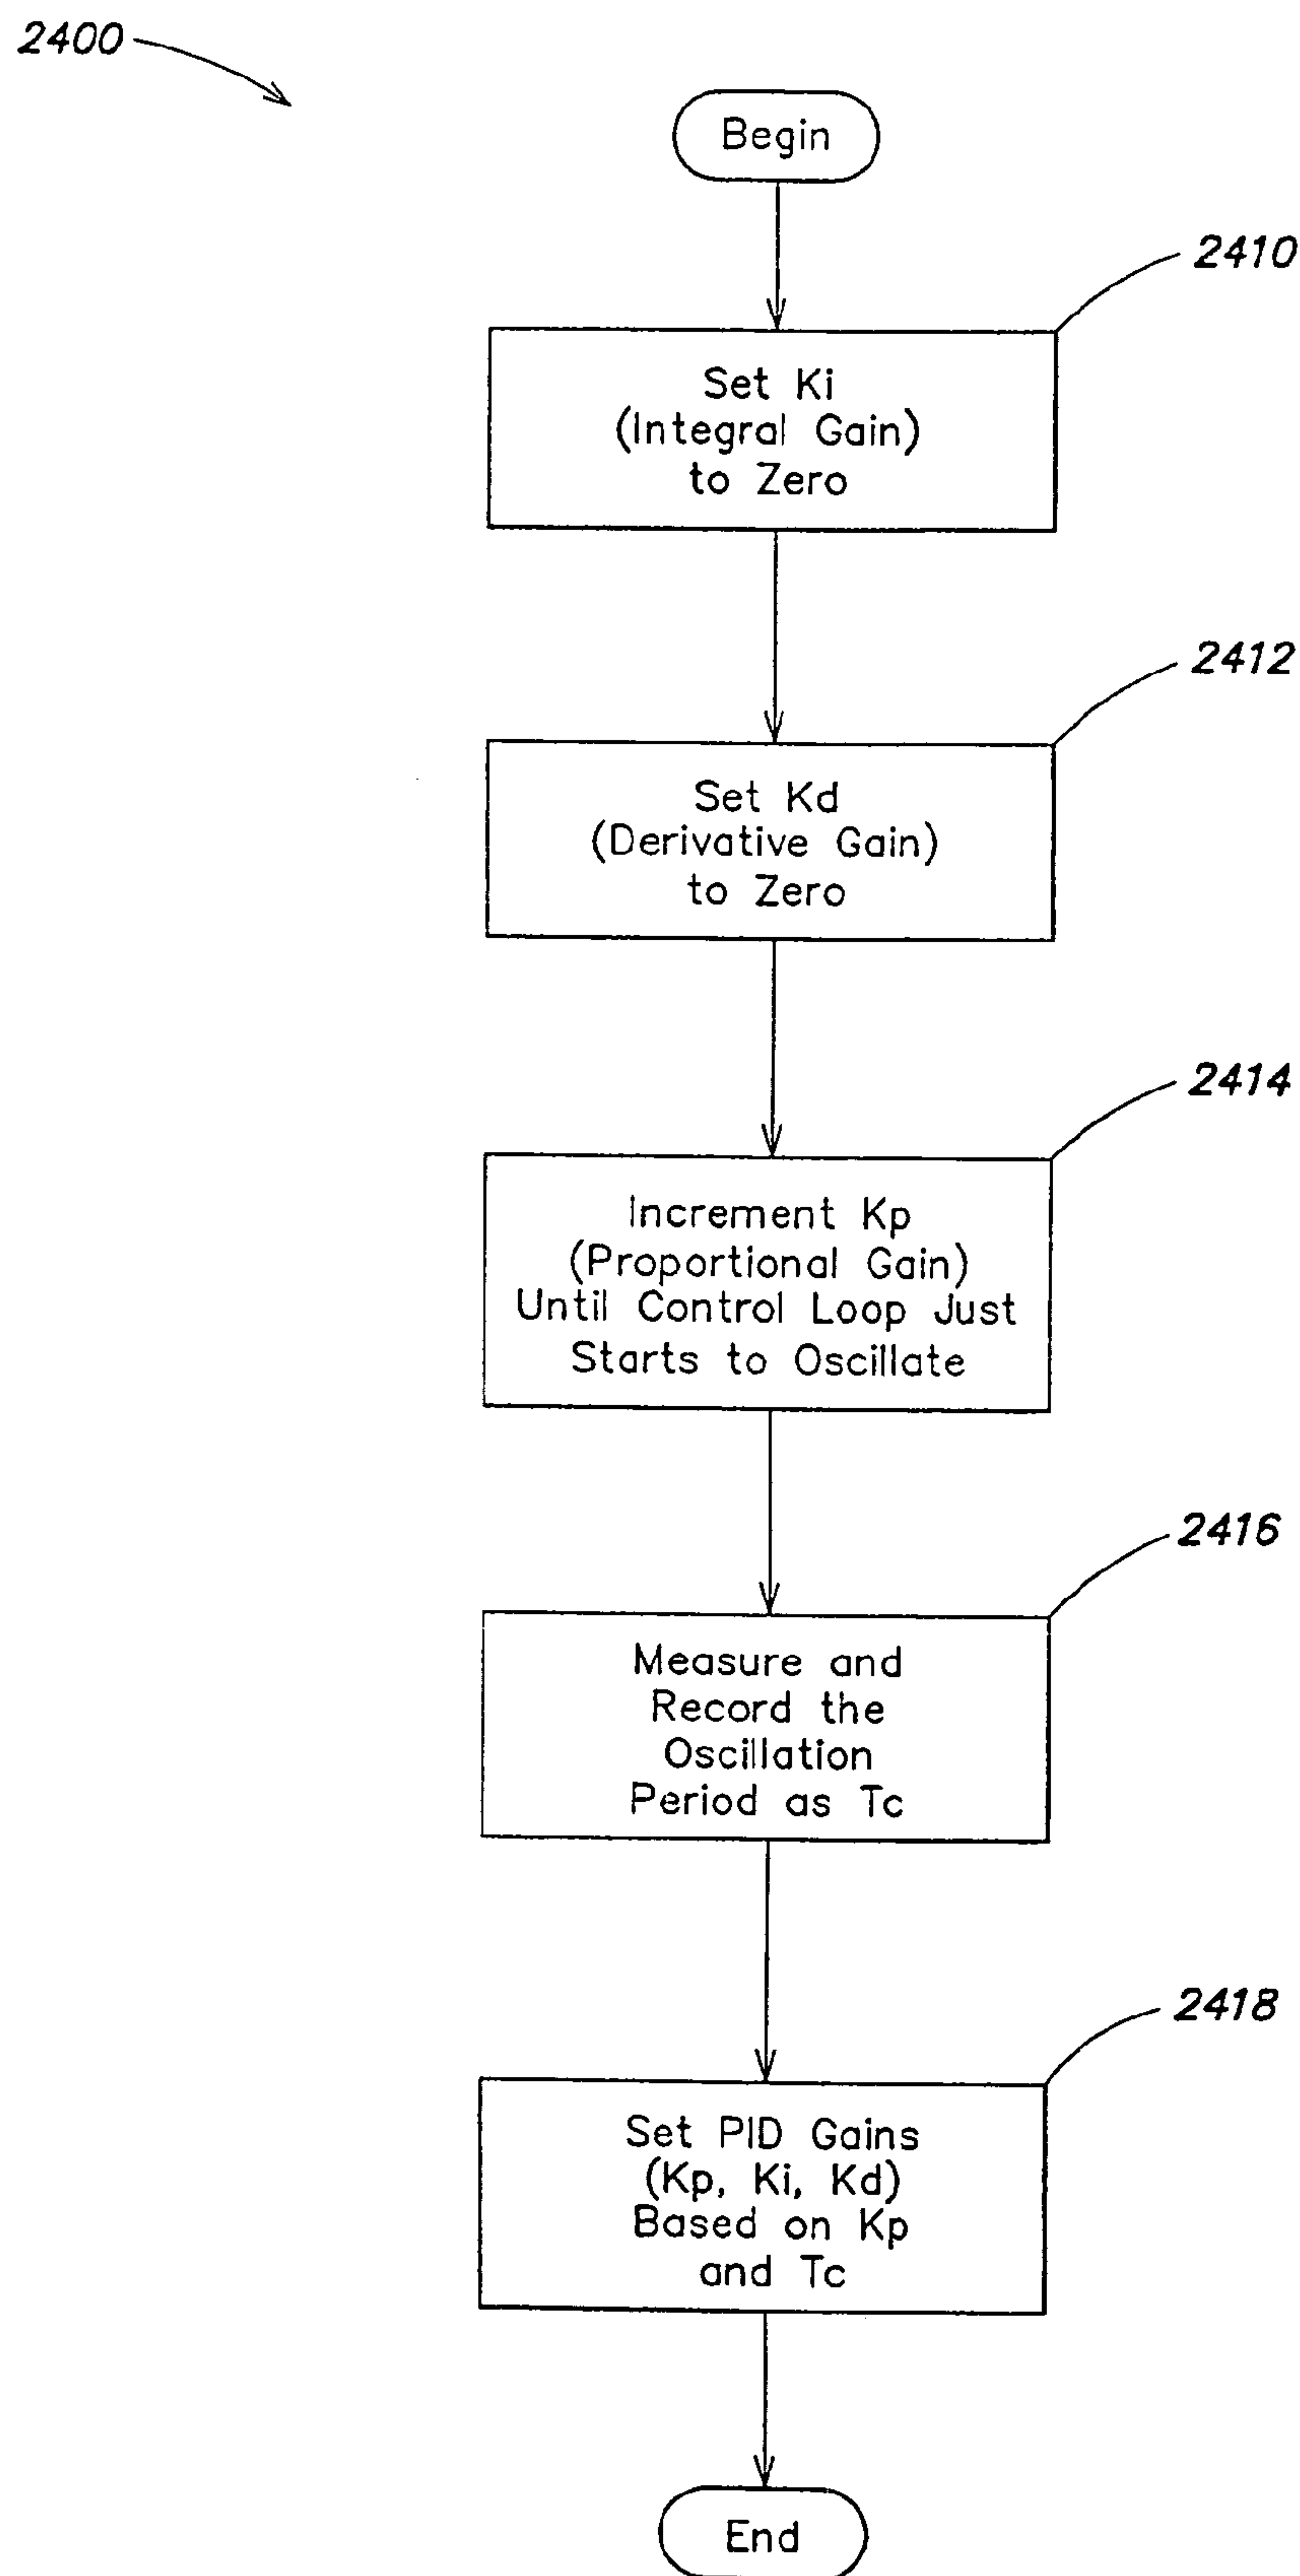 2400
Begin
2410
Set Ki
(Integral Gain)
to Zero
2412
Set Kd
(Derivative Gain)
to Zero
2414
Increment Kp
(Proportional Gain)
Until Control Loop Just
Starts to Oscillate
2416
Measure and
Record the
Oscillation
Period as Tc
2418
Set PID Gains
(Kp, Ki, Kd)
Based on Kp
and Tc
End